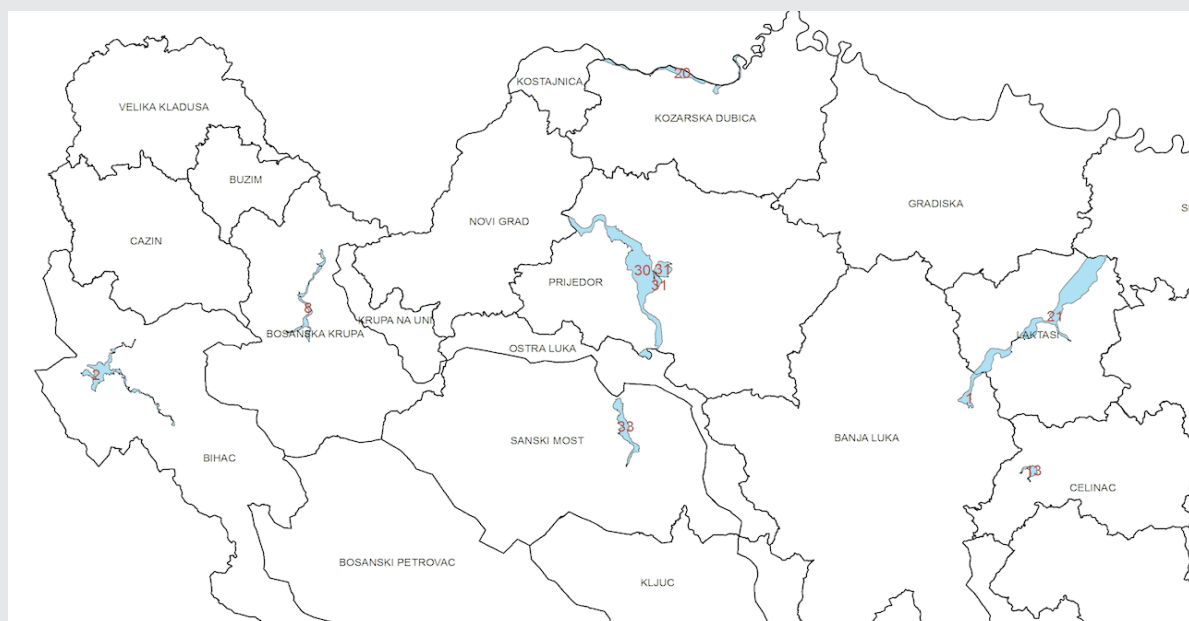 20
KOSTAJNICA
VELIKA KLADUSA
KOZARSKA DUBICA
BUZIM
GRADISKA
S
NOVI GRAD
CAZIN
30
31
PRIJEDOR
31
8
21
KRUPA NA UNI
BOSANSKA KRUPA
LAKTASI
OSTRA LUKA
2
1
33
BANJA LUKA
SANSKI MOST
BIHAC
13
CELINAC
BOSANSKI PETROVAC
KLJUC